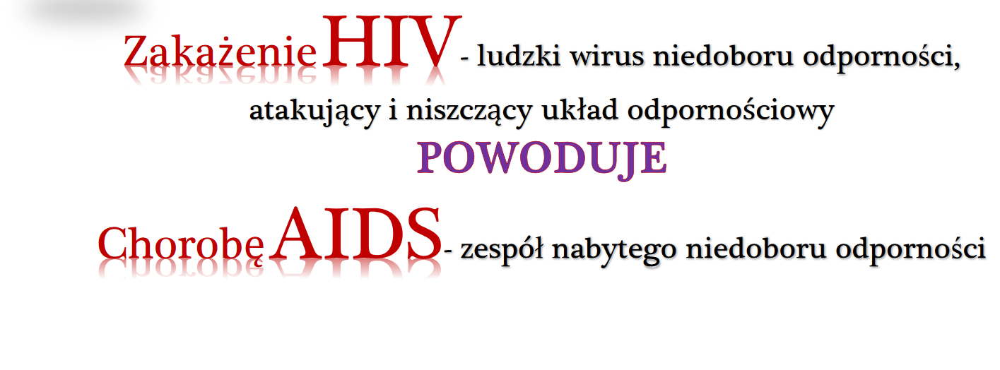 Zakażenie HIV- ludzki wirus niedoboru odporności,
atakujący i niszczący układ odpornościowy
POWODUJE
Chorobę AIDS- zespół nabytego niedoboru odporności